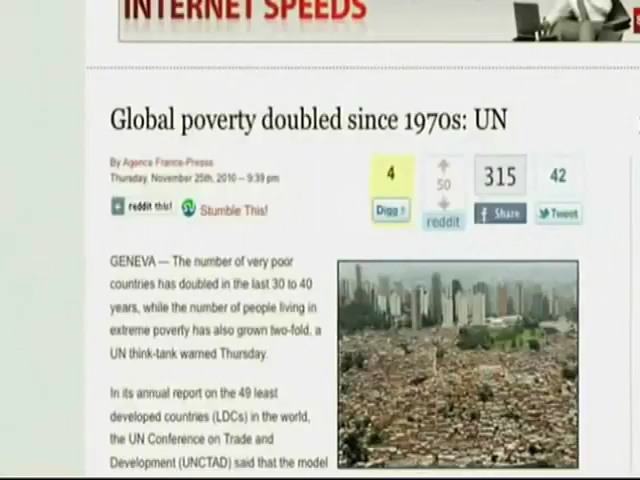 INTERNET SPEEDS
Global poverty doubled since 1970s: UN
By Agence France-Presse
Thursday, November 25th, 2010 -- 9:39 pm
4
50
315
42
reddit this!
Stumble This!
Digg
reddit
Share
Tweet
GENEVA — The number of very poor
countries has doubled in the last 30 to 40
years, while the number of people living in
extreme poverty has also grown two-fold, a
UN think-tank warned Thursday.
In its annual report on the 49 least
developed countries (LDCs) in the world,
the UN Conference on Trade and
Development (UNCTAD) said that the model